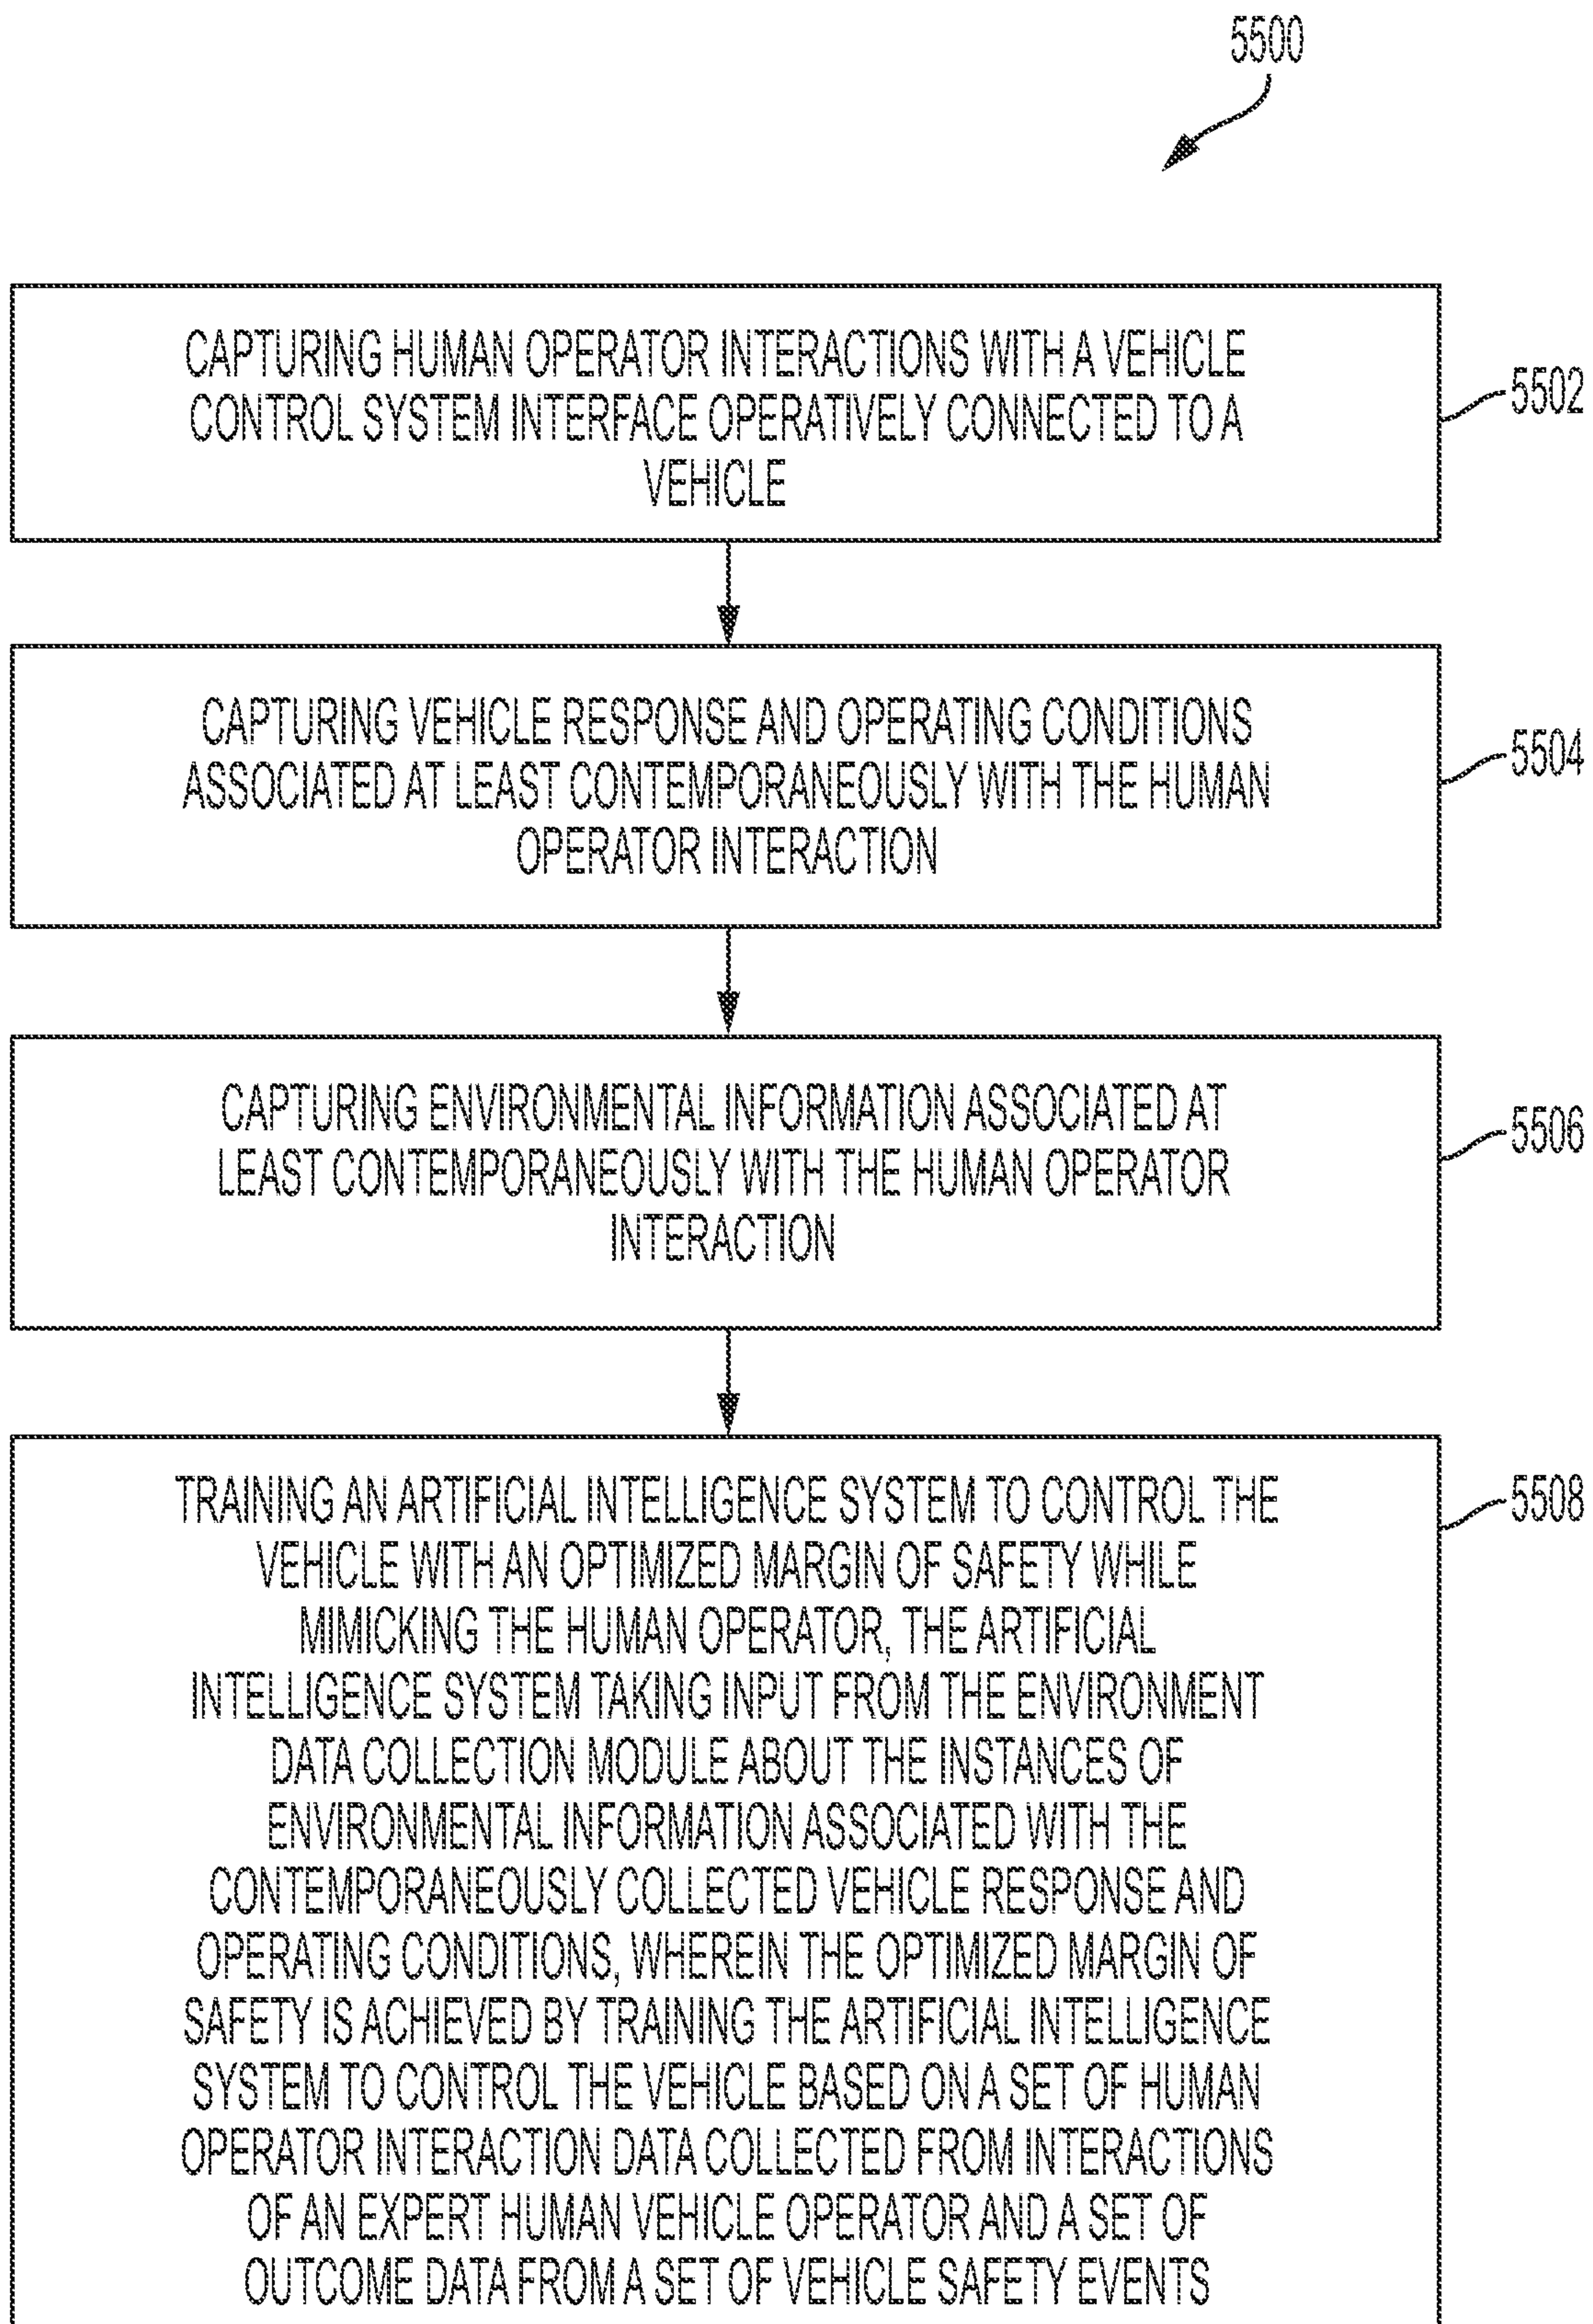 5500
CAPTURING HUMAN OPERATOR INTERACTIONS WITH A VEHICLE
CONTROL SYSTEM INTERFACE OPERATIVELY CONNECTED TO A
VEHICLE
5502
CAPTURING VEHICLE RESPONSE AND OPERATING CONDITIONS
ASSOCIATED AT LEAST CONTEMPORANEOUSLY WITH THE HUMAN
OPERATOR INTERACTION
5504
CAPTURING ENVIRONMENTAL INFORMATION ASSOCIATED AT
LEAST CONTEMPORANEOUSLY WITH THE HUMAN OPERATOR
INTERACTION
5506
TRAINING AN ARTIFICIAL INTELLIGENCE SYSTEM TO CONTROL THE
VEHICLE WITH AN OPTIMIZED MARGIN OF SAFETY WHILE
MIMICKING THE HUMAN OPERATOR, THE ARTIFICIAL
INTELLIGENCE SYSTEM TAKING INPUT FROM THE ENVIRONMENT
DATA COLLECTION MODULE ABOUT THE INSTANCES OF
ENVIRONMENTAL INFORMATION ASSOCIATED WITH THE
CONTEMPORANEOUSLY COLLECTED VEHICLE RESPONSE AND
OPERATING CONDITIONS, WHEREIN THE OPTIMIZED MARGIN OF
SAFETY IS ACHIEVED BY TRAINING THE ARTIFICIAL INTELLIGENCE
SYSTEM TO CONTROL THE VEHICLE BASED ON A SET OF HUMAN
OPERATOR INTERACTION DATA COLLECTED FROM INTERACTIONS
OF AN EXPERT HUMAN VEHICLE OPERATOR AND A SET OF
OUTCOME DATA FROM A SET OF VEHICLE SAFETY EVENTS
5508